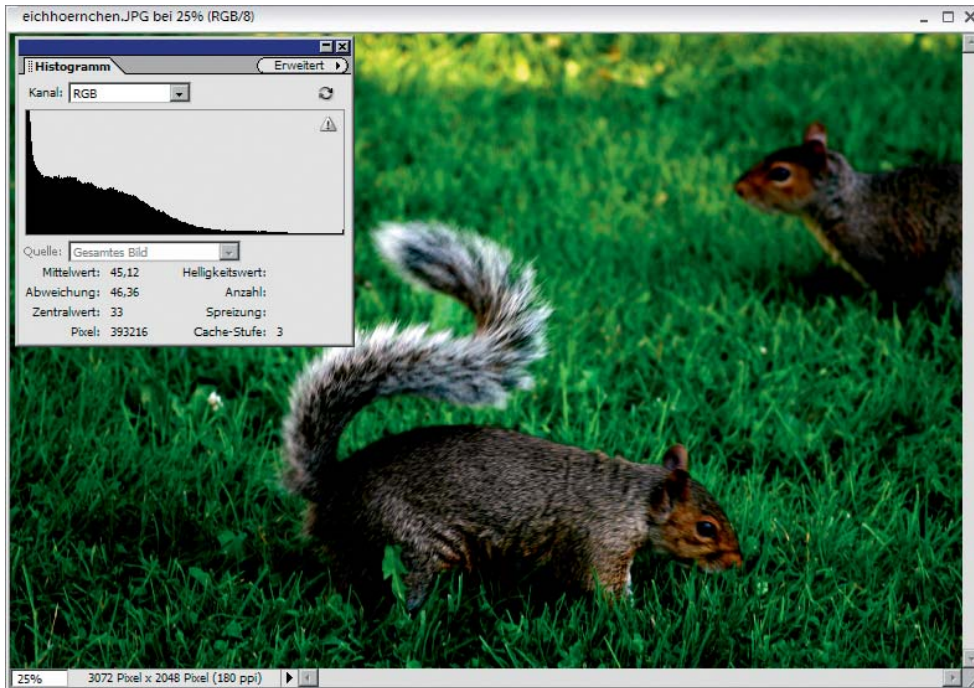 eichhoernchen.JPG bei 25% (RGB/8)
Histogramm
Erweitert
Kanal: RGB
Quelle: Gesamtes Bild
Mittelwert: 45,12 Helligkeitswert:
Abweichung: 46,36 Anzahl:
Zentralwert: 33 Spreizung:
Pixel: 393216 Cache-Stufe: 3
25% 3072 Pixel x 2048 Pixel (180 ppi)